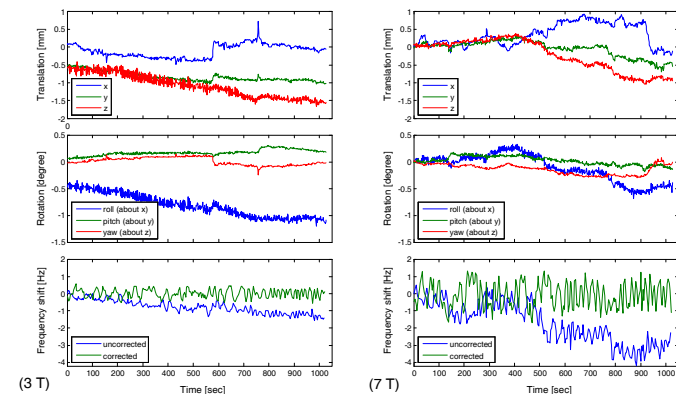 Translation [mm]
1
0.5
0
-0.5
-1
-1.5
-2
0
x
y
z
Translation [mm]
1
0.5
0
-0.5
-1
-1.5
-2
x
y
z
Rotation [degree]
0.5
0
-0.5
-1
-1.5
roll (about x)
pitch (about y)
yaw (about z)
Rotation [degree]
0.5
0
-0.5
-1
-1.5
roll (about x)
pitch (about y)
yaw (about z)
Frequency shift [Hz]
2
1
0
-1
-2
-3
-4
uncorrected
corrected
0 100 200 300 400 500 600 700 800 900 1000
Time [sec]
(3 T)
Frequency shift [Hz]
2
1
0
-1
-2
-3
-4
uncorrected
corrected
0 100 200 300 400 500 600 700 800 900 1000
Time [sec]
(7 T)